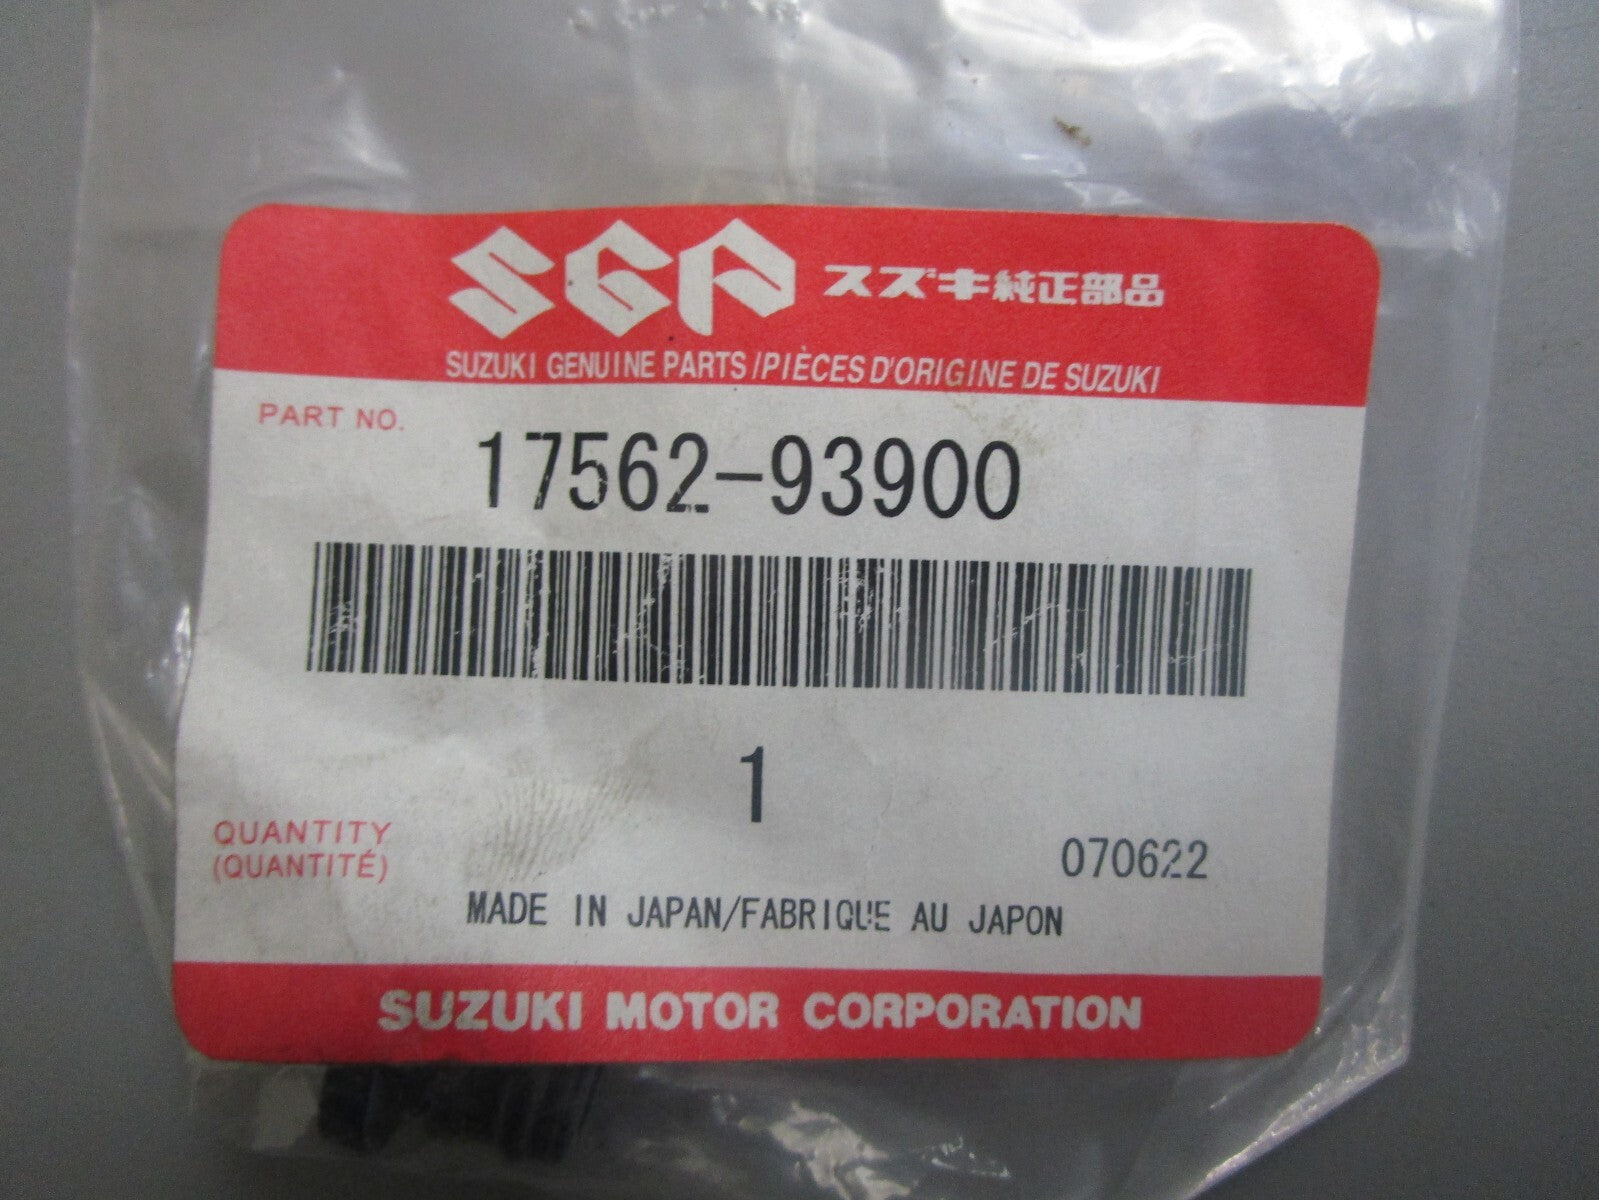 SGP スズキ純正部品
SUZUKI GENUINE PARTS/PIÈCES D'ORIGINE DE SUZUKI
PART NO.
17562-93900
1
QUANTITY
(QUANTITÉ)
070622
MADE IN JAPAN/FABRIQUE AU JAPON
SUZUKI MOTOR CORPORATION